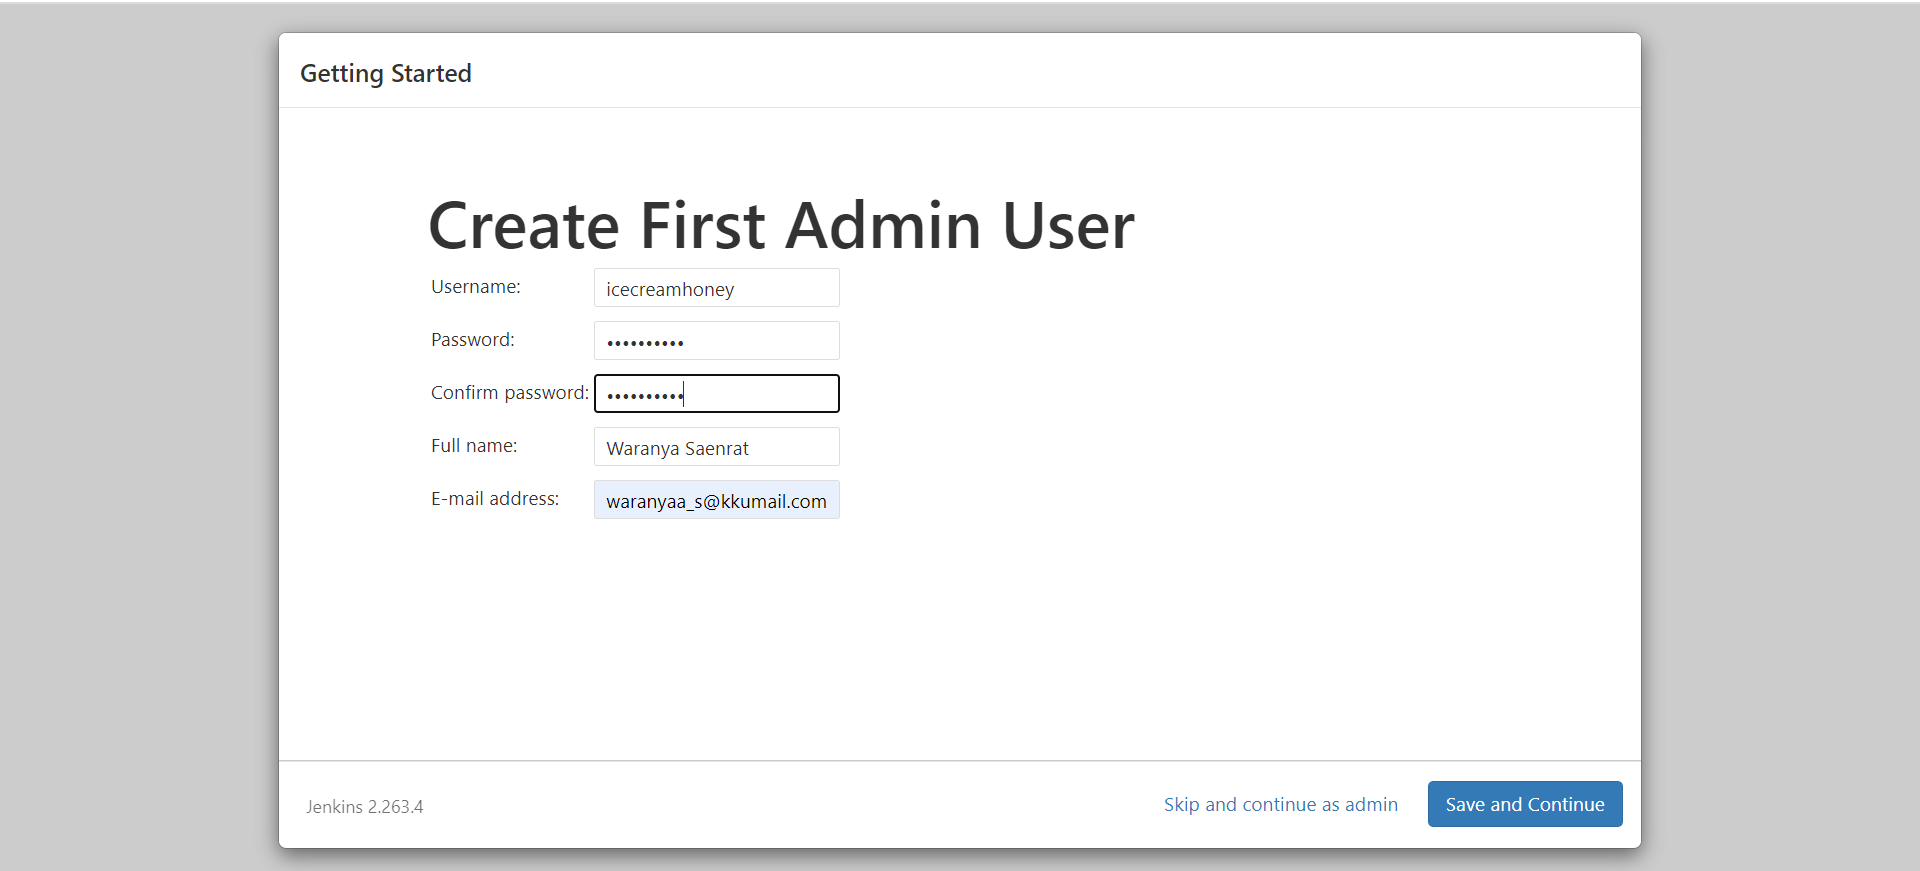 Getting Started
Create First Admin User
Username: icecreamhoney
Password: ••••••••••
Confirm password: ••••••••••
Full name: Waranya Saenrat
E-mail address: waranyaa_s@kkumail.com
Jenkins 2.263.4 Skip and continue as admin Save and Continue